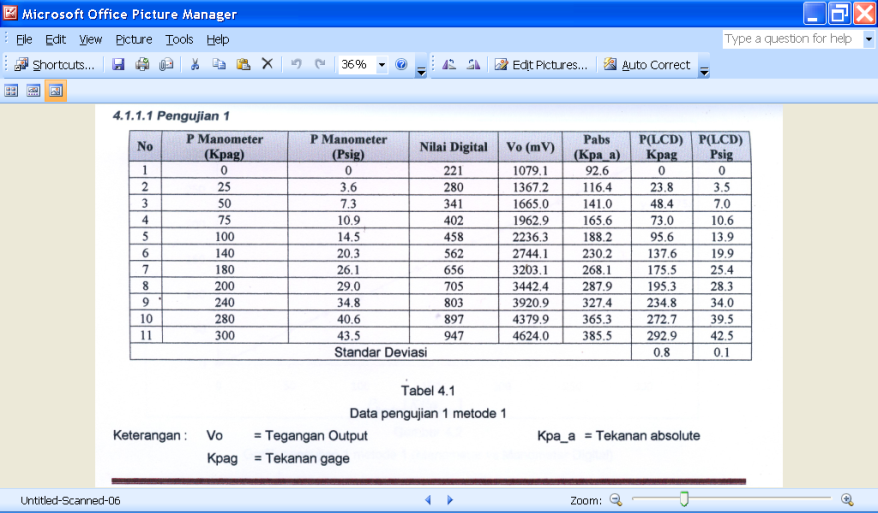 Microsoft Office Picture Manager
File Edit View Picture Tools Help Type a question for help
Shortcuts... 36% Edit Pictures... Auto Correct
4.1.1.1 Pengujian 1
No P Manometer (Kpag) P Manometer (Psig) Nilai Digital Vo (mV) Pabs (Kpa_a) P(LCD) Kpag P(LCD) Psig
1 0 0 221 1079.1 92.6 0 0
2 25 3.6 280 1367.2 116.4 23.8 3.5
3 50 7.3 341 1665.0 141.0 48.4 7.0
4 75 10.9 402 1962.9 165.6 73.0 10.6
5 100 14.5 458 2236.3 188.2 95.6 13.9
6 140 20.3 562 2744.1 230.2 137.6 19.9
7 180 26.1 656 3203.1 268.1 175.5 25.4
8 200 29.0 705 3442.4 287.9 195.3 28.3
9 240 34.8 803 3920.9 327.4 234.8 34.0
10 280 40.6 897 4379.9 365.3 272.7 39.5
11 300 43.5 947 4624.0 385.5 292.9 42.5
Standar Deviasi 0.8 0.1
Tabel 4.1
Data pengujian 1 metode 1
Keterangan : Vo = Tegangan Output Kpa_a = Tekanan absolute
Kpag = Tekanan gage
Untitled-Scanned-06 Zoom: